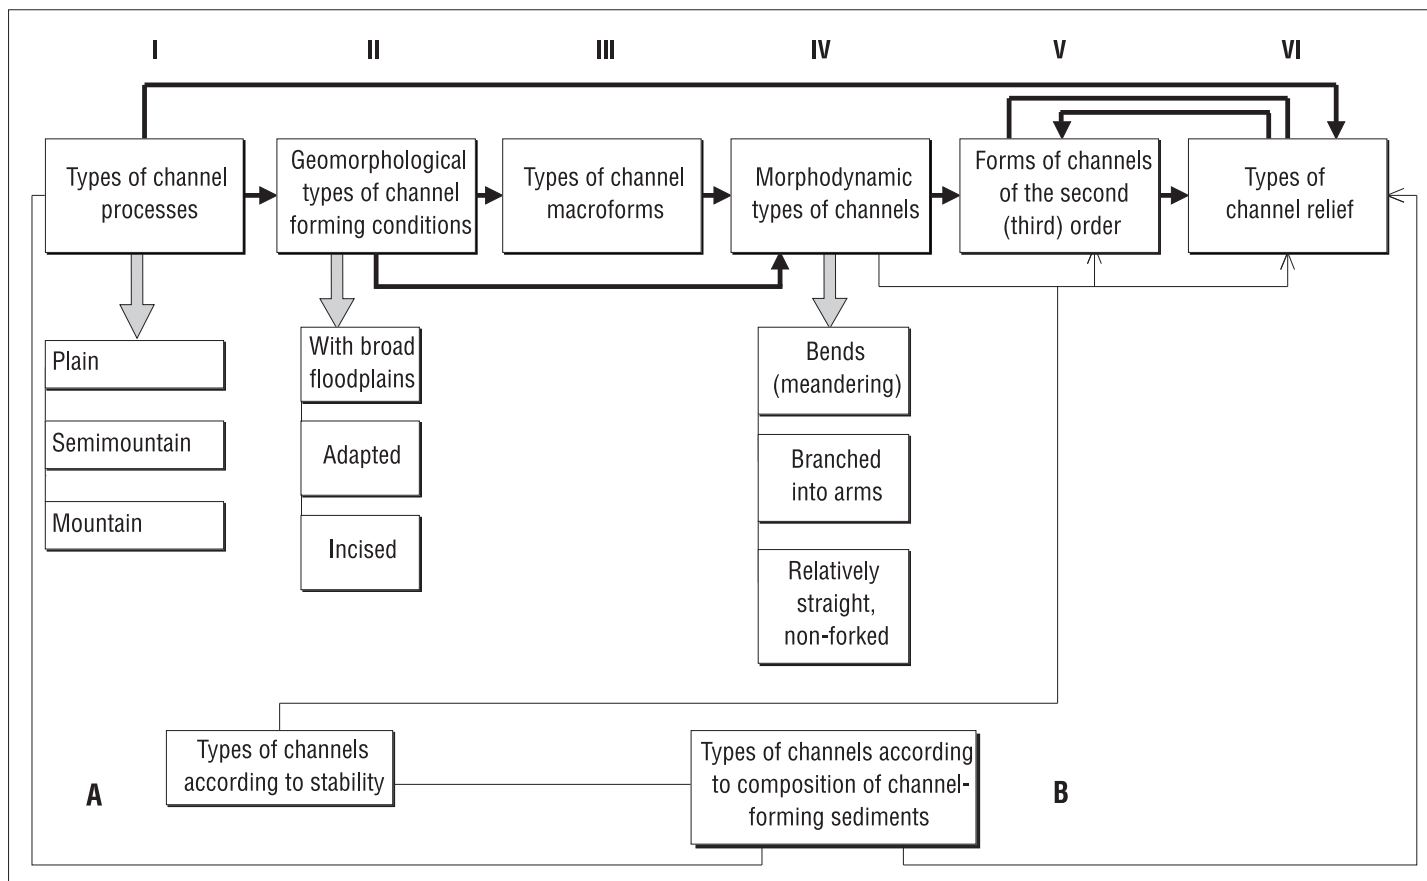 I II III IV V VI
Types of channel
processes
Geomorphological
types of channel
forming conditions
Types of channel
macroforms
Morphodynamic
types of channels
Forms of channels
of the second
(third) order
Types of
channel relief
Plain
Semimountain
Mountain
With broad
floodplains
Adapted
Incised
Bends
(meandering)
Branched
into arms
Relatively
straight,
non-forked
A
Types of channels
according to stability
Types of channels according
to composition of channel-
forming sediments
B